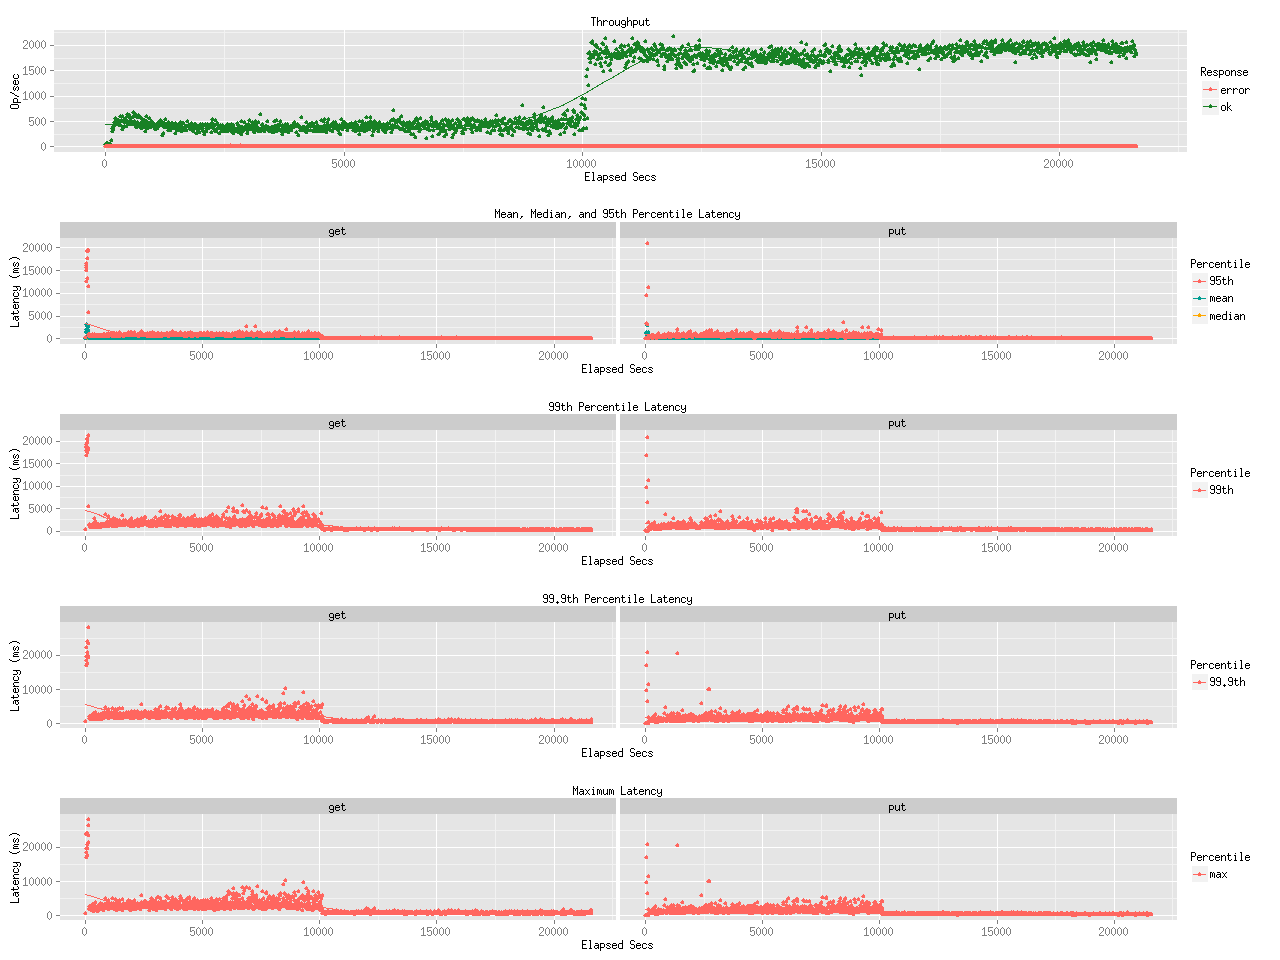 Throughput
Op/sec
2000
1500
1000
500
0
0 5000 10000 15000 20000
Elapsed Secs
Response
error
ok
Mean, Median, and 95th Percentile Latency
get put
Latency (ms)
20000
15000
10000
5000
0
0 5000 10000 15000 20000 0 5000 10000 15000 20000
Elapsed Secs
Percentile
95th
mean
median
99th Percentile Latency
get put
Latency (ms)
20000
15000
10000
5000
0
0 5000 10000 15000 20000 0 5000 10000 15000 20000
Elapsed Secs
Percentile
99th
99.9th Percentile Latency
get put
Latency (ms)
20000
10000
0
0 5000 10000 15000 20000 0 5000 10000 15000 20000
Elapsed Secs
Percentile
99.9th
Maximum Latency
get put
Latency (ms)
20000
10000
0
0 5000 10000 15000 20000 0 5000 10000 15000 20000
Elapsed Secs
Percentile
max